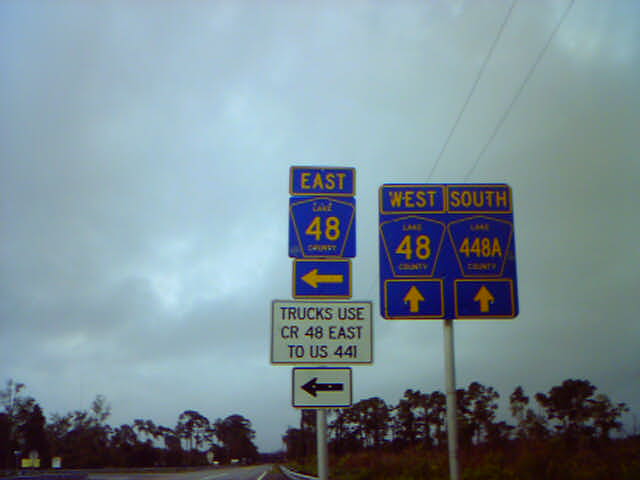 EAST
LAKE
48
COUNTY
TRUCKS USE
CR 48 EAST
TO US 441
WEST SOUTH
LAKE LAKE
48 448A
COUNTY COUNTY